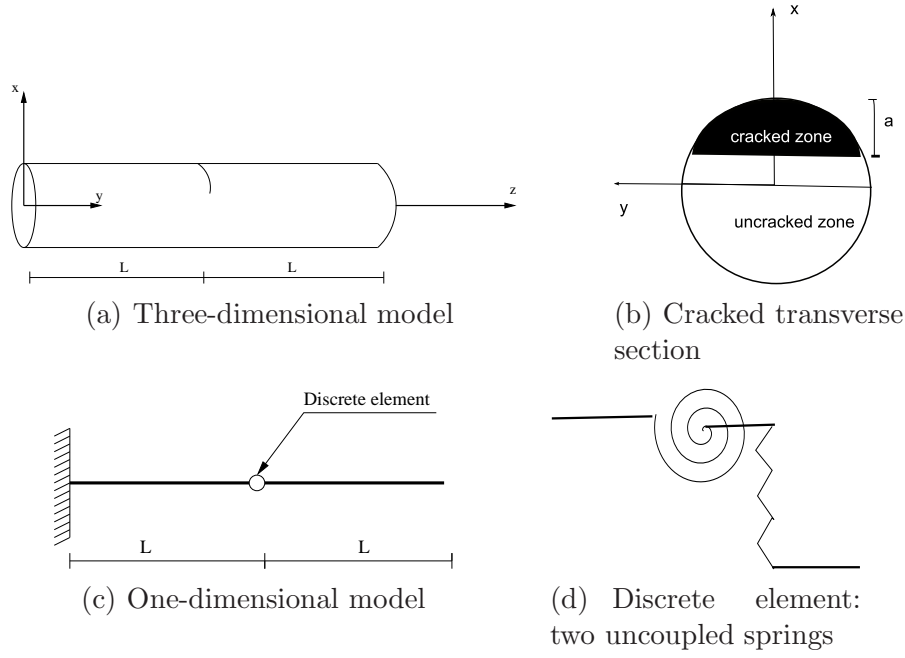 x
y
z
L
L
(a) Three-dimensional model
x
a
cracked zone
y
uncracked zone
(b) Cracked transverse
section
Discrete element
L
L
(c) One-dimensional model
(d) Discrete element:
two uncoupled springs